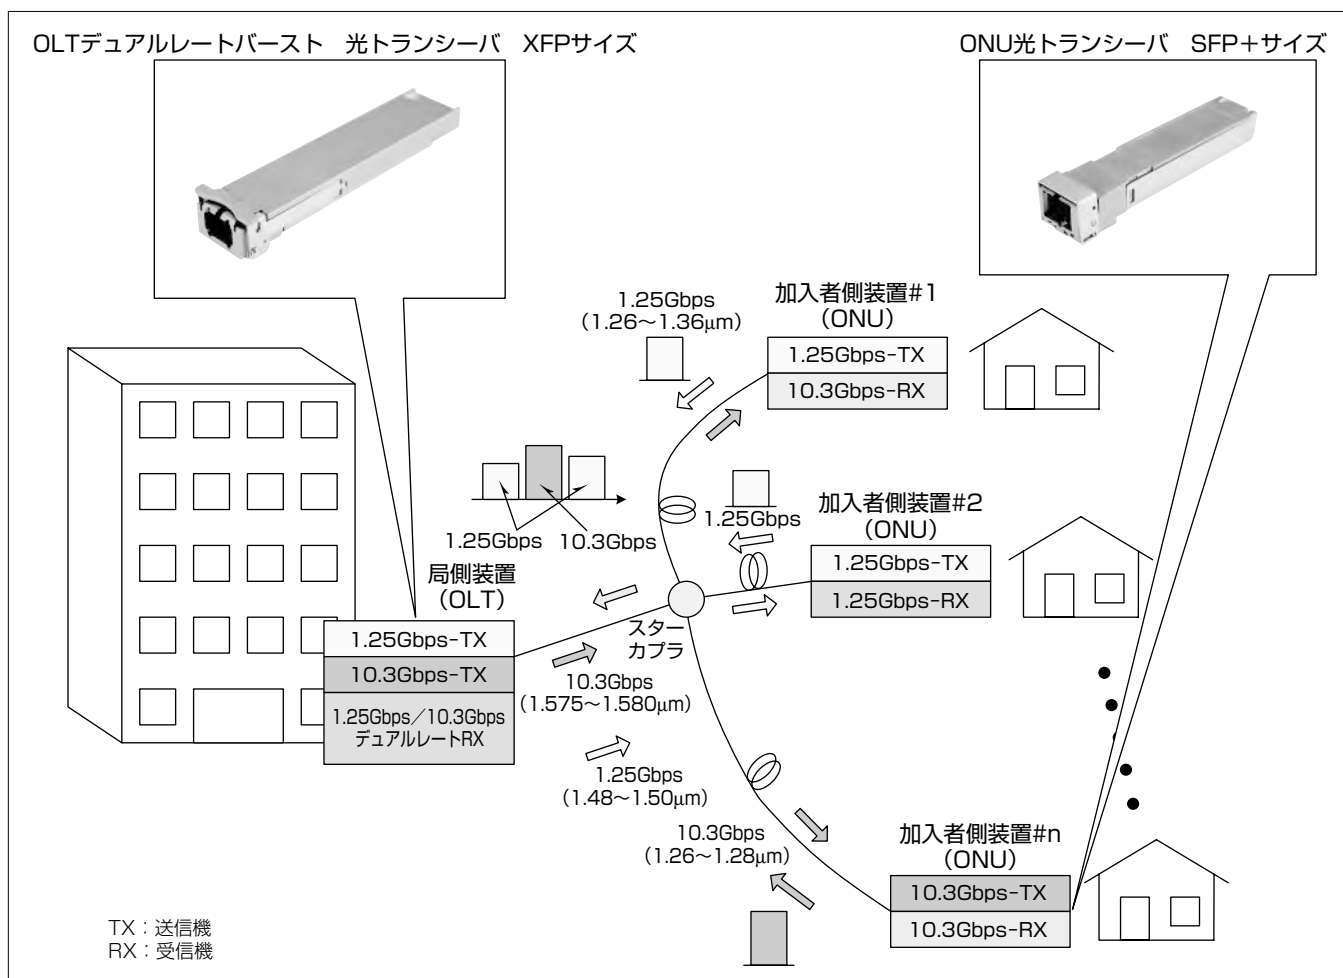 OLTデュアルレートバースト 光トランシーバ XFPサイズ
ONU光トランシーバ SFP+サイズ
1.25Gbps
(1.26〜1.36μm)
加入者側装置#1
(ONU)
1.25Gbps-TX
10.3Gbps-RX
1.25Gbps
10.3Gbps
1.25Gbps
加入者側装置#2
(ONU)
1.25Gbps-TX
1.25Gbps-RX
局側装置
(OLT)
1.25Gbps-TX
10.3Gbps-TX
1.25Gbps/10.3Gbps
デュアルレートRX
スター
カプラ
10.3Gbps
(1.575〜1.580μm)
1.25Gbps
(1.48〜1.50μm)
10.3Gbps
(1.26〜1.28μm)
加入者側装置#n
(ONU)
10.3Gbps-TX
10.3Gbps-RX
TX:送信機
RX:受信機